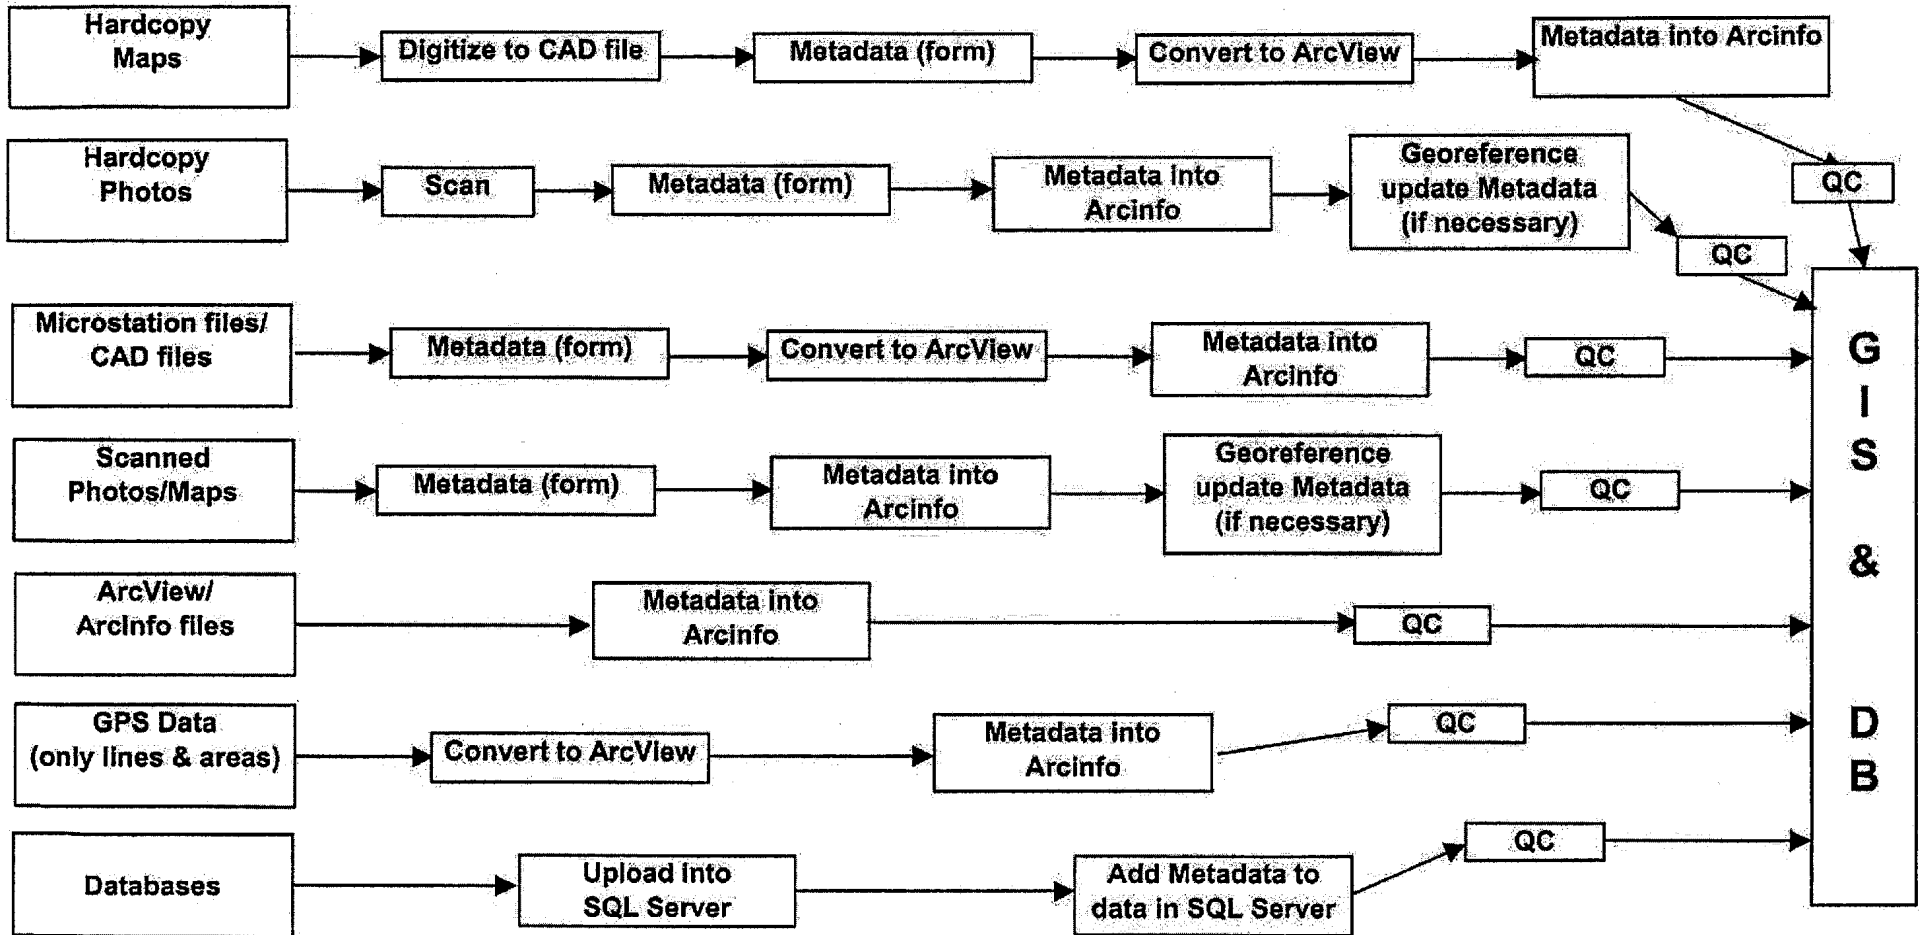 Hardcopy
Maps
Digitize to CAD file
Metadata (form)
Convert to ArcView
Metadata into Arcinfo
QC
Hardcopy
Photos
Scan
Metadata (form)
Metadata into
Arcinfo
Georeference
update Metadata
(if necessary)
QC
Microstation files/
CAD files
Metadata (form)
Convert to ArcView
Metadata into
Arcinfo
QC
Scanned
Photos/Maps
Metadata (form)
Metadata into
Arcinfo
Georeference
update Metadata
(if necessary)
QC
ArcView/
ArcInfo files
Metadata into
Arcinfo
QC
GPS Data
(only lines & areas)
Convert to ArcView
Metadata into
Arcinfo
QC
Databases
Upload into
SQL Server
Add Metadata to
data in SQL Server
QC
G
I
S
&
D
B